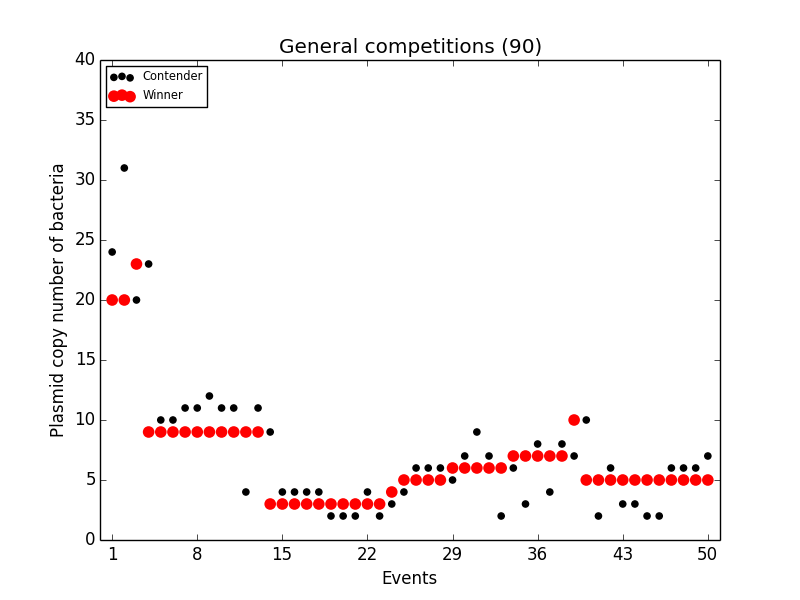 General competitions (90)
40
35
30
25
20
15
10
5
0
Contender
Winner
Plasmid copy number of bacteria
1 8 15 22 29 36 43 50
Events